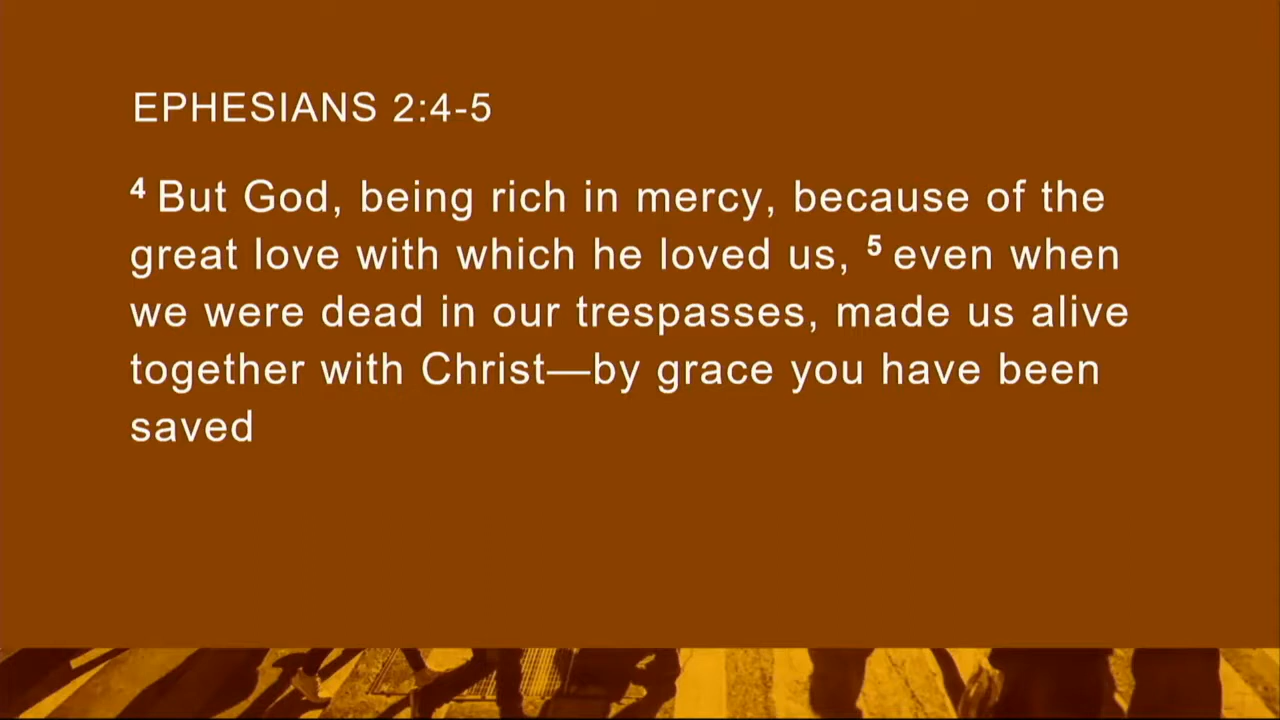 EPHESIANS 2:4-5
4 But God, being rich in mercy, because of the
great love with which he loved us, 5 even when
we were dead in our trespasses, made us alive
together with Christ—by grace you have been
saved